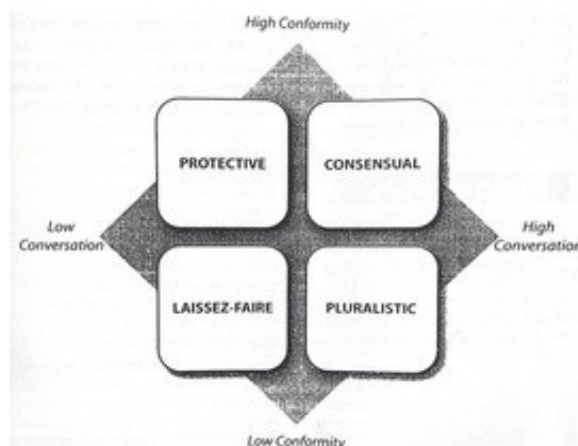 High Conformity
PROTECTIVE
CONSENSUAL
Low
Conversation
High
Conversation
LAISSEZ-FAIRE
PLURALISTIC
Low Conformity